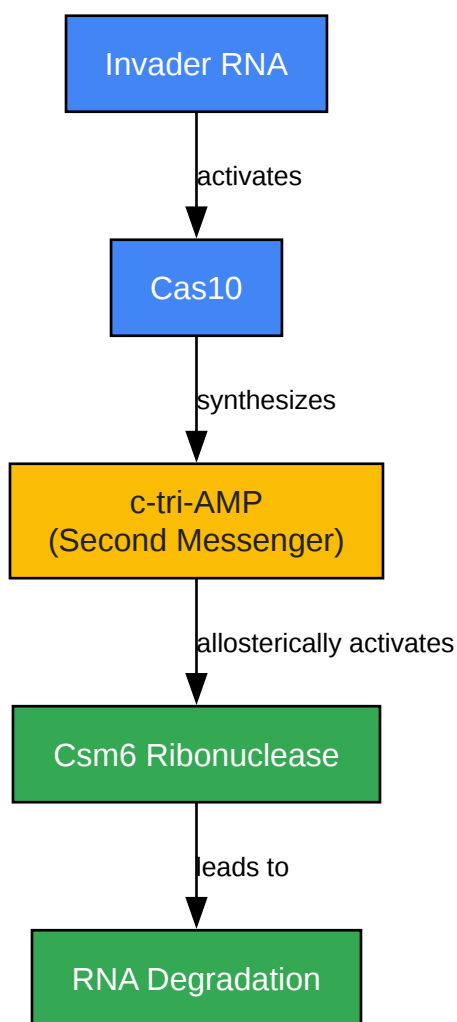 Invader RNA
activates
Cas10
synthesizes
c-tri-AMP
(Second Messenger)
allosterically activates
Csm6 Ribonuclease
leads to
RNA Degradation